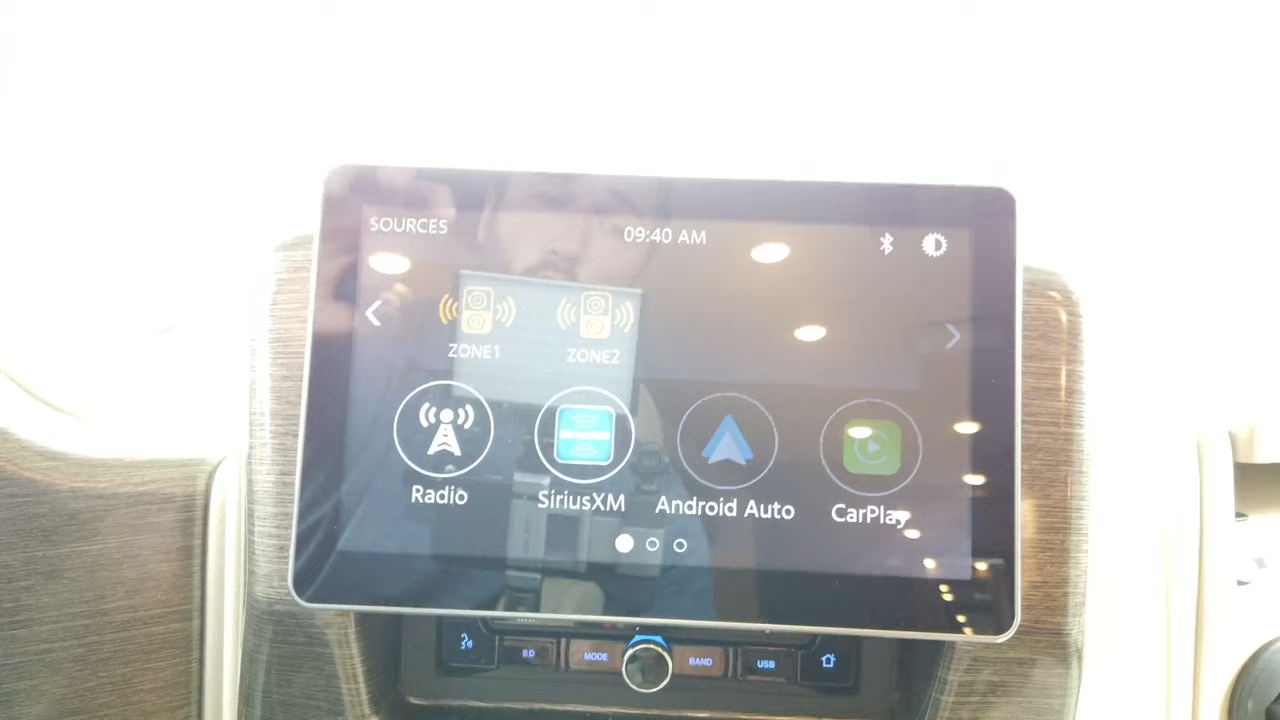 SOURCES
09:40 AM
ZONE1 ZONE2
Radio SiriusXM Android Auto CarPlay
SD MODE BAND USB